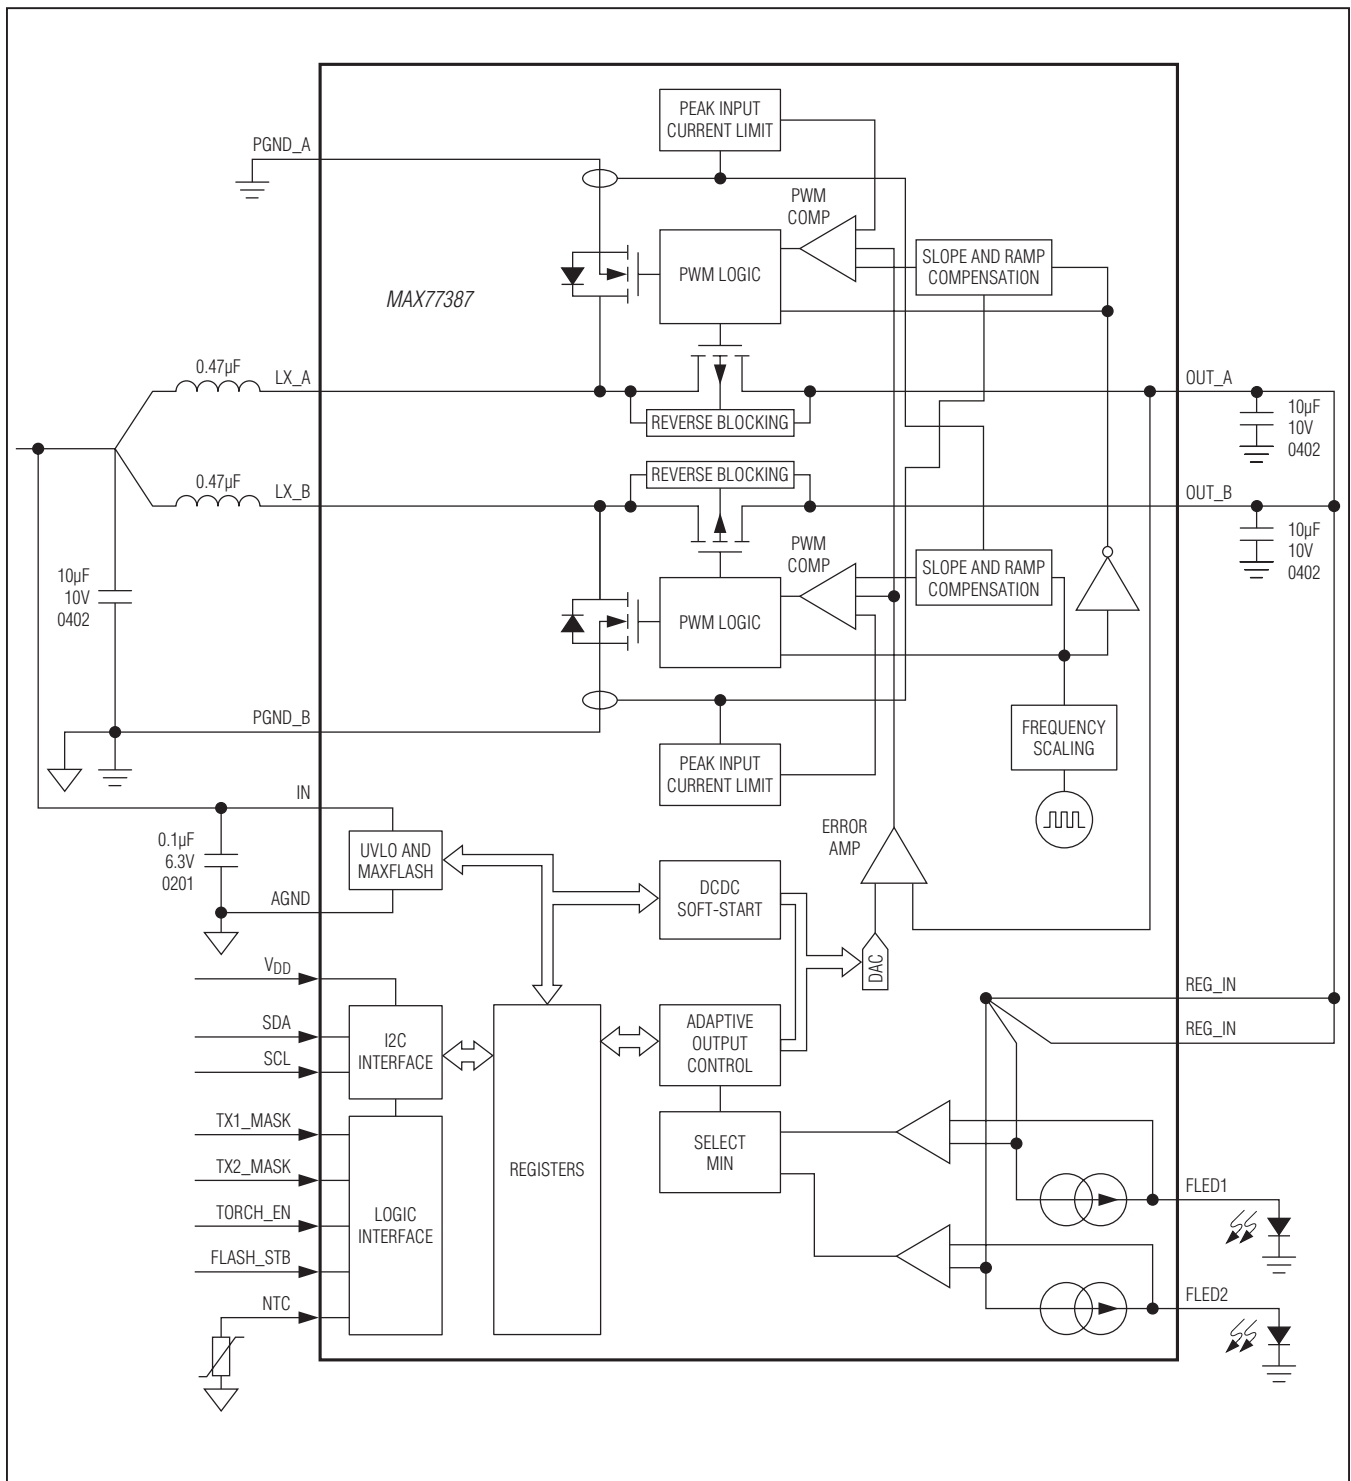 PEAK INPUT
CURRENT LIMIT
PGND_A
PWM
COMP
PWM LOGIC
SLOPE AND RAMP
COMPENSATION
MAX77387
0.47µF
LX_A
REVERSE BLOCKING
OUT_A
10µF
10V
0402
0.47µF
LX_B
REVERSE BLOCKING
OUT_B
10µF
10V
0402
PWM
COMP
SLOPE AND RAMP
COMPENSATION
10µF
10V
0402
PWM LOGIC
PGND_B
FREQUENCY
SCALING
PEAK INPUT
CURRENT LIMIT
IN
0.1µF
6.3V
0201
UVLO AND
MAXFLASH
ERROR
AMP
AGND
DCDC
SOFT-START
DAC
VDD
REG_IN
SDA
SCL
I2C
INTERFACE
ADAPTIVE
OUTPUT
CONTROL
REG_IN
TX1_MASK
TX2_MASK
TORCH_EN
FLASH_STB
NTC
LOGIC
INTERFACE
REGISTERS
SELECT
MIN
FLED1
FLED2